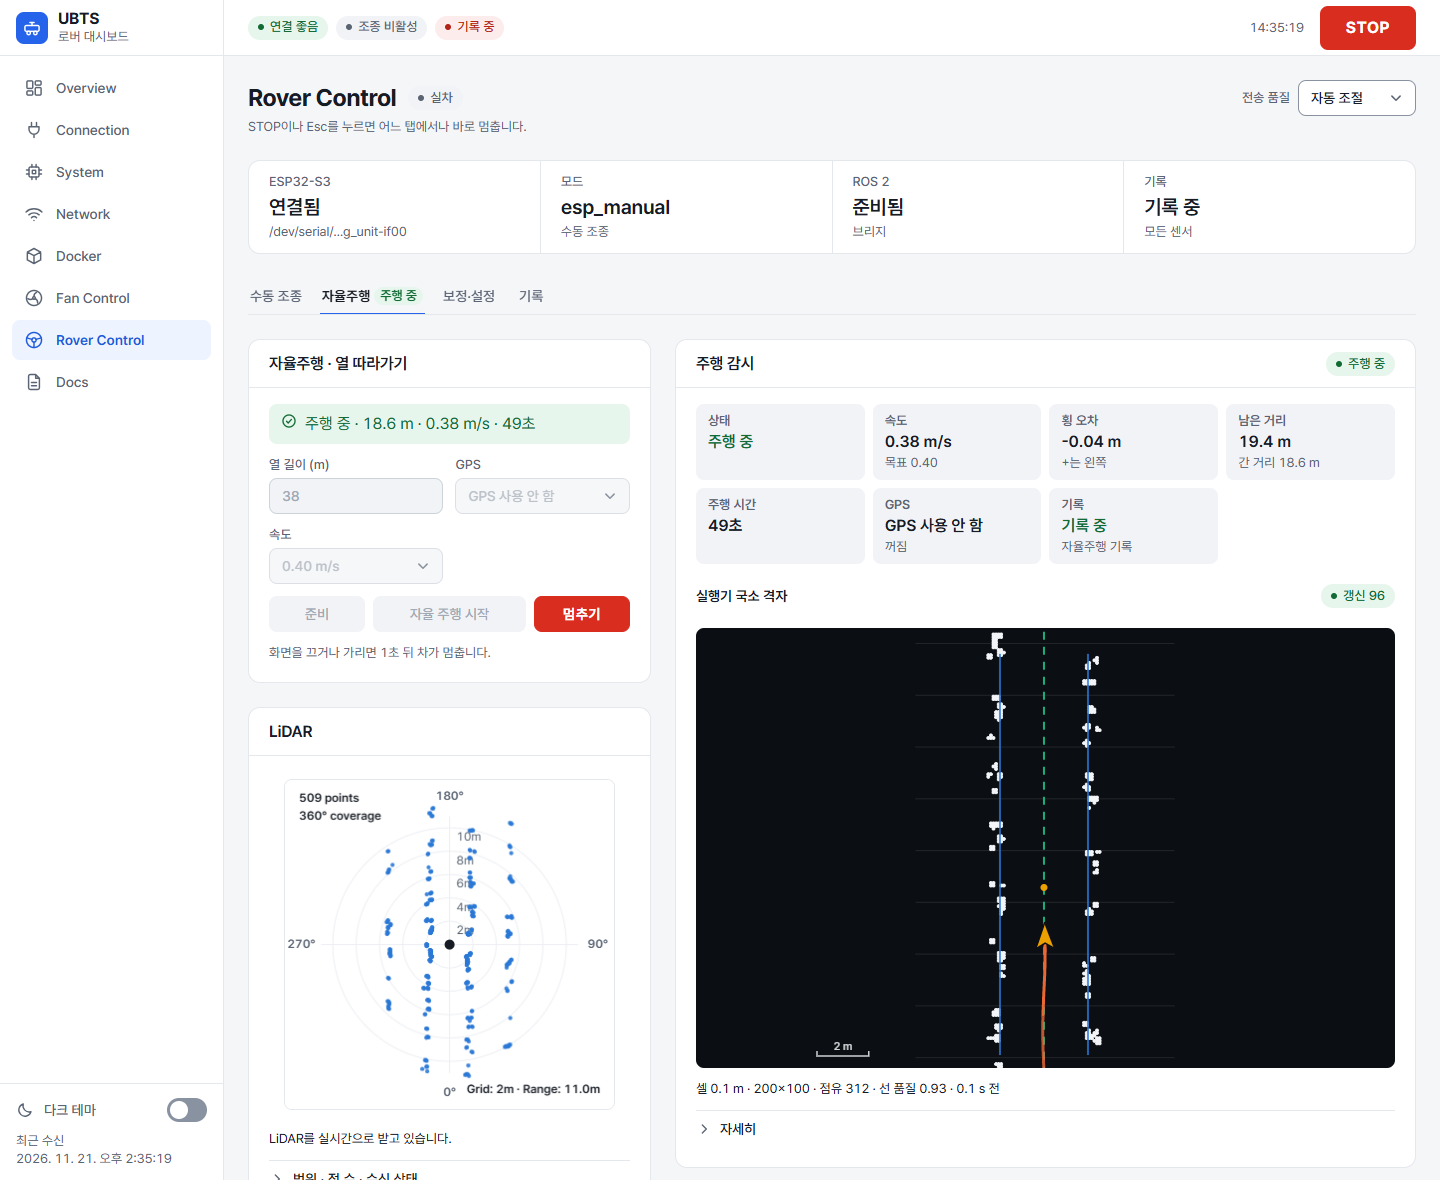 UBTS
로버 대시보드
연결 좋음
조종 비활성
기록 중
14:35:19
STOP
Overview
Connection
System
Network
Docker
Fan Control
Rover Control
Docs
다크 테마
최근 수신
2026. 11. 21. 오후 2:35:19
Rover Control
실차
STOP이나 Esc를 누르면 어느 탭에서나 바로 멈춥니다.
전송 품질
자동 조절
ESP32-S3
연결됨
/dev/serial/...g_unit-if00
모드
esp_manual
수동 조종
ROS 2
준비됨
브리지
기록
기록 중
모든 센서
수동 조종
자율주행 주행 중
보정·설정
기록
자율주행 · 열 따라가기
주행 중 · 18.6 m · 0.38 m/s · 49초
열 길이 (m)
38
GPS
GPS 사용 안 함
속도
0.40 m/s
준비
자율 주행 시작
멈추기
화면을 끄거나 가리면 1초 뒤 차가 멈춥니다.
LiDAR
509 points
360° coverage
180°
10m
8m
6m
4m
2m
270°
90°
0°
Grid: 2m · Range: 11.0m
LiDAR를 실시간으로 받고 있습니다.
범위 · 점 수 · 수신 상태
주행 감시
주행 중
상태
주행 중
속도
0.38 m/s
목표 0.40
횡 오차
-0.04 m
+는 왼쪽
남은 거리
19.4 m
간 거리 18.6 m
주행 시간
49초
GPS
GPS 사용 안 함
꺼짐
기록
기록 중
자율주행 기록
실행기 국소 격자
갱신 96
2 m
셀 0.1 m · 200×100 · 점유 312 · 선 품질 0.93 · 0.1 s 전
자세히